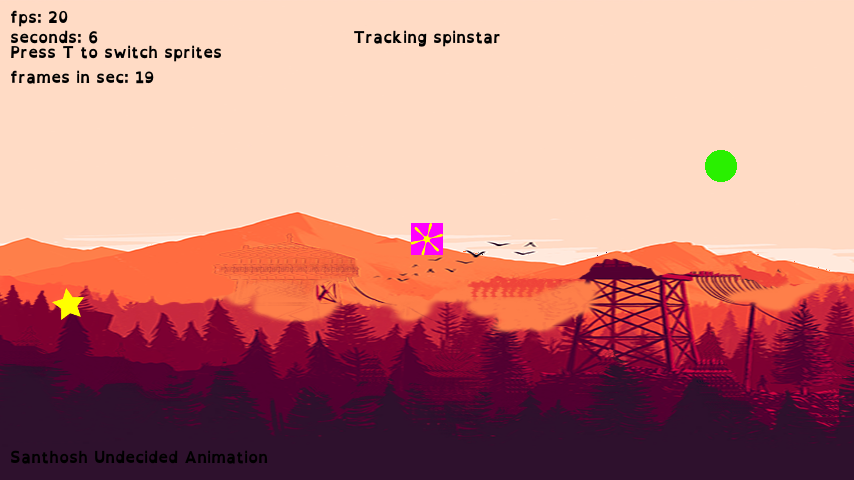 fps: 20
seconds: 6
Tracking spinstar
Press T to switch sprites
frames in sec: 19
Santhosh Undecided Animation